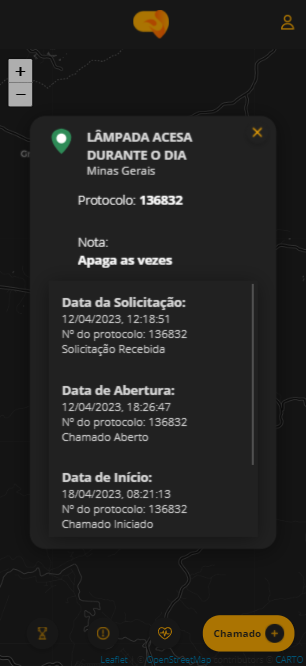 +
−
LÂMPADA ACESA
DURANTE O DIA
Minas Gerais
Protocolo: 136832
Nota:
Apaga as vezes
Data da Solicitação:
12/04/2023, 12:18:51
Nº do protocolo: 136832
Solicitação Recebida
Data de Abertura:
12/04/2023, 18:26:47
Nº do protocolo: 136832
Chamado Aberto
Data de Início:
18/04/2023, 08:21:13
Nº do protocolo: 136832
Chamado Iniciado
Chamado +
Leaflet OpenStreetMap CARTO